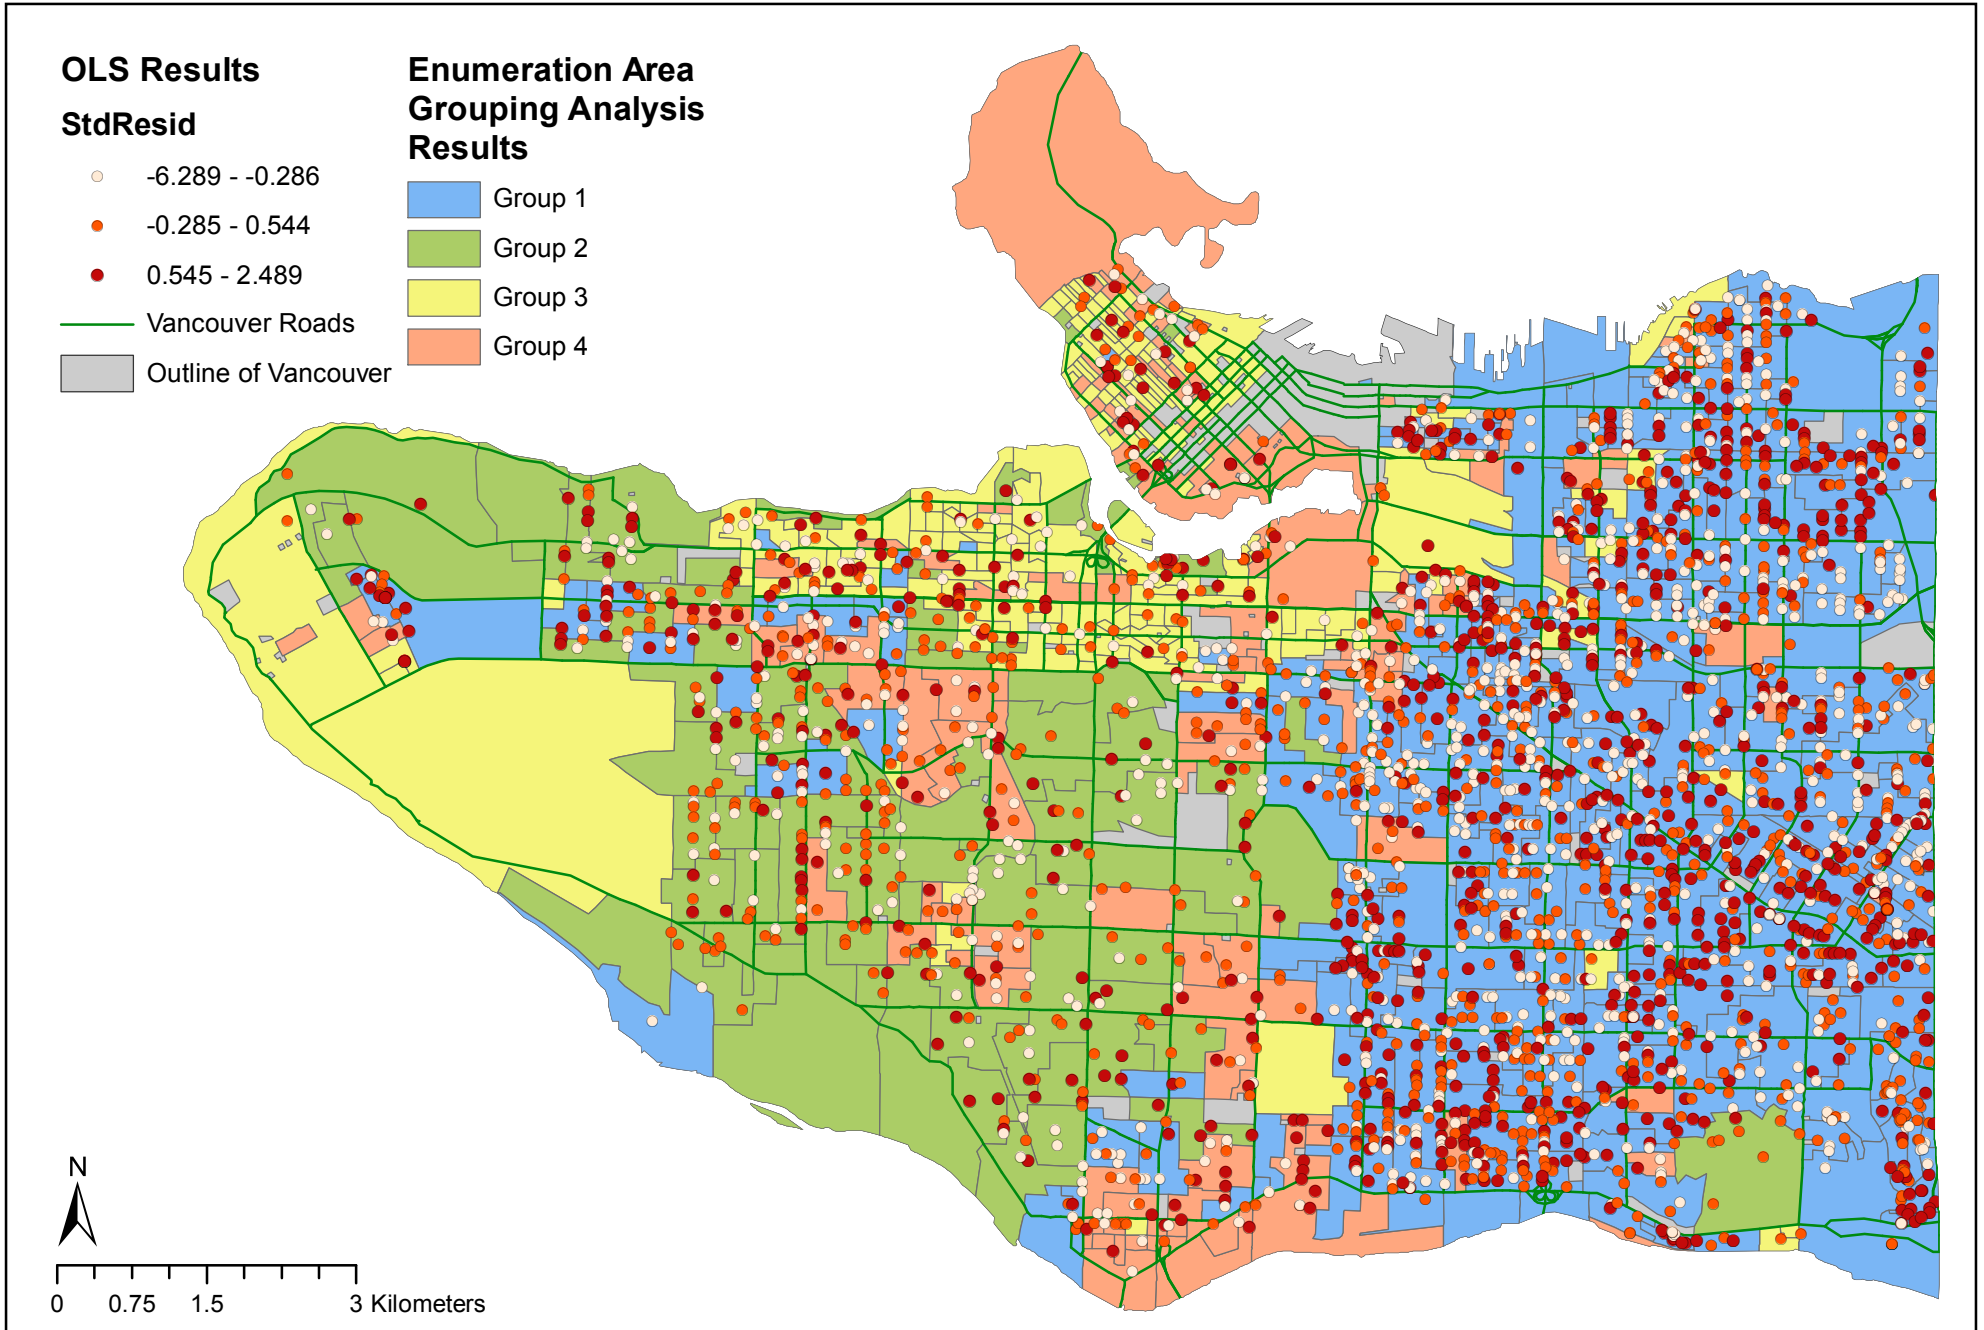 OLS Results
StdResid
-6.289 - -0.286
-0.285 - 0.544
0.545 - 2.489
Vancouver Roads
Outline of Vancouver
Enumeration Area
Grouping Analysis
Results
Group 1
Group 2
Group 3
Group 4
N
0 0.75 1.5 3 Kilometers